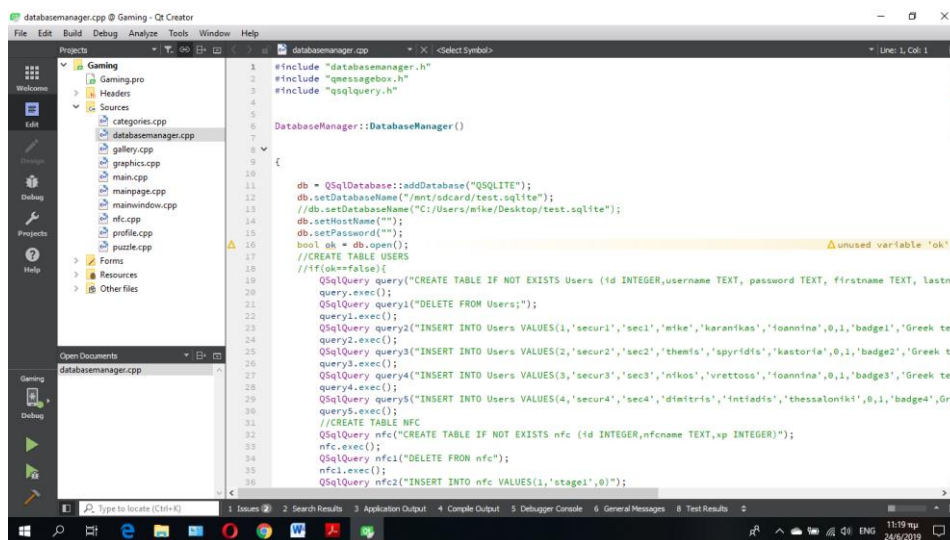 databasemanager.cpp @ Gaming - Qt Creator
File Edit Build Debug Analyze Tools Window Help
Projects
databasemanager.cpp
<Select Symbol>
Line: 1, Col: 1
Welcome
Edit
Design
Debug
Projects
Help
Gaming
Debug
Gaming
Gaming.pro
Headers
Sources
categories.cpp
databasemanager.cpp
gallery.cpp
graphics.cpp
main.cpp
mainpage.cpp
mainwindow.cpp
nfc.cpp
profile.cpp
puzzle.cpp
Forms
Resources
Other files
Open Documents
databasemanager.cpp
1 #include "databasemanager.h"
2 #include "qmessagebox.h"
3 #include "qsqlquery.h"
4
5
6 DatabaseManager::DatabaseManager()
7
8
9 {
10
11 db = QSqlDatabase::addDatabase("QSQLITE");
12 db.setDatabaseName("/mnt/sdcard/test.sqlite");
13 //db.setDatabaseName("C:/Users/mike/Desktop/test.sqlite");
14 db.setHostName("");
15 db.setPassword("");
16 bool ok = db.open(); unused variable 'ok'
17 //CREATE TABLE USERS
18 //if(ok==false){
19 QSqlQuery query("CREATE TABLE IF NOT EXISTS Users (id INTEGER,username TEXT, password TEXT, firstname TEXT, lastn
20 query.exec();
21 QSqlQuery query1("DELETE FROM Users;");
22 query1.exec();
23 QSqlQuery query2("INSERT INTO Users VALUES(1,'secur1','sec1','mike','karanikas','ioannina',0,1,'badge1','Greek te
24 query2.exec();
25 QSqlQuery query3("INSERT INTO Users VALUES(2,'secur2','sec2','themis','spyridis','kastoria',0,1,'badge2','Greek t
26 query3.exec();
27 QSqlQuery query4("INSERT INTO Users VALUES(3,'secur3','sec3','nikos','vrettoss','ioannina',0,1,'badge3','Greek te
28 query4.exec();
29 QSqlQuery query5("INSERT INTO Users VALUES(4,'secur4','sec4','dimitris','intiadis','thessaloniki',0,1,'badge4',Gr
30 query5.exec();
31 //CREATE TABLE NFC
32 QSqlQuery nfc("CREATE TABLE IF NOT EXISTS nfc (id INTEGER,nfcname TEXT,xp INTEGER)");
33 nfc.exec();
34 QSqlQuery nfc1("DELETE FRON nfc");
35 nfc1.exec();
36 QSqlQuery nfc2("INSERT INTO nfc VALUES(1,'stage1',0)");
Type to locate (Ctrl+K)
1 Issues 2 2 Search Results 3 Application Output 4 Compile Output 5 Debugger Console 6 General Messages 8 Test Results
ENG
11:19 πμ
24/6/2019